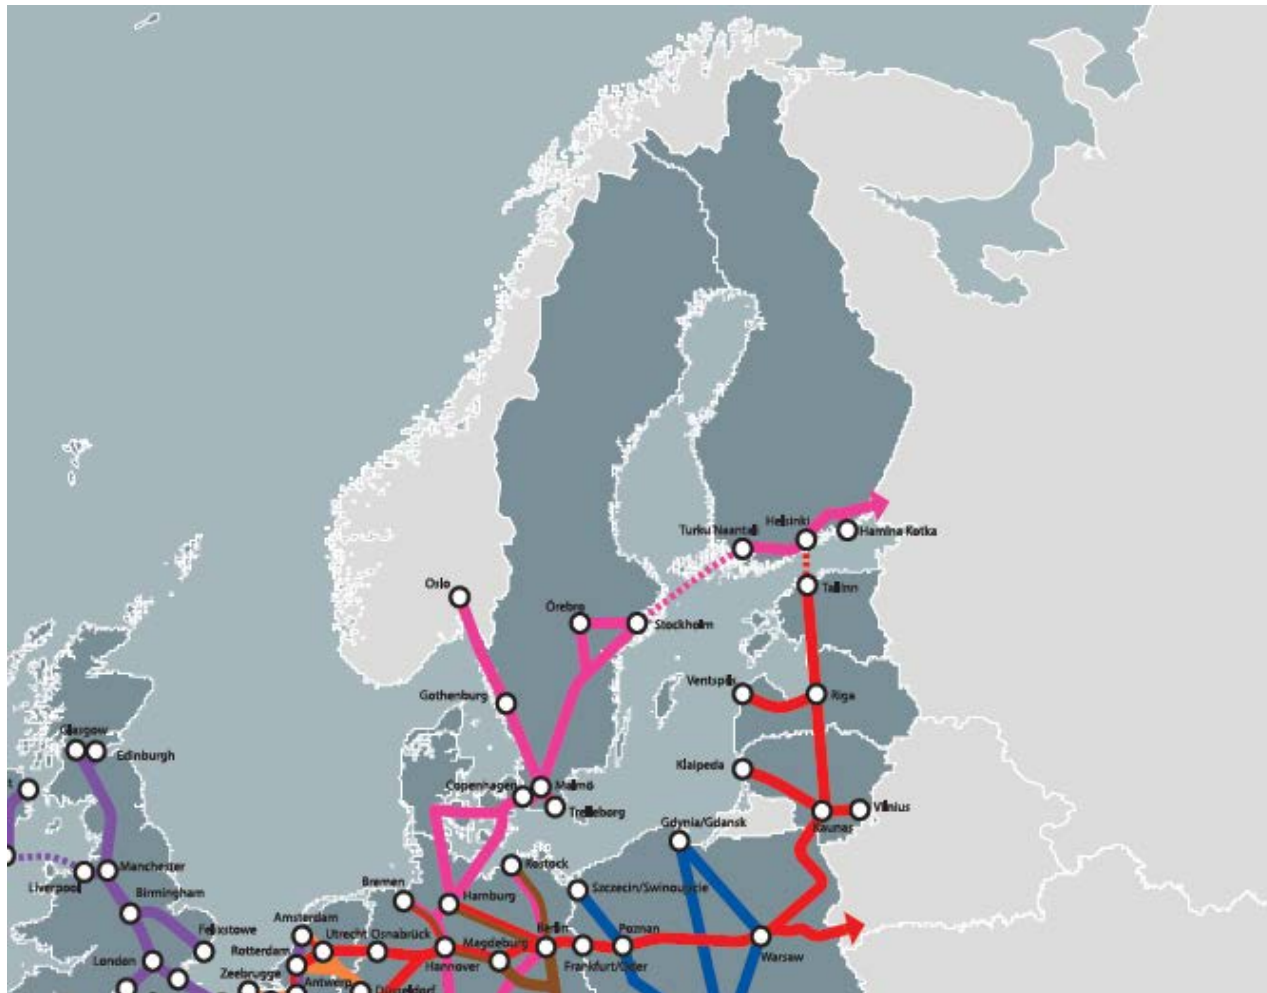 Turku Naantali
Helsinki
Hamina Kotka
Oslo
Örebro
Tallinn
Stockholm
Ventspils
Riga
Gothenburg
Glasgow
Edinburgh
Klaipeda
Copenhagen
Malmö
Trelleborg
Vilnius
Gdynia/Gdansk
Kaunas
Manchester
Liverpool
Rostock
Bremen
Szczecin/Swinoujscie
Birmingham
Hamburg
Amsterdam
Felixstowe
Utrecht
Osnabrück
Berlin
Poznan
Rotterdam
Magdeburg
Hannover
Frankfurt/Oder
Warsaw
London
Zeebrugge
Antwerp
Düsseldorf